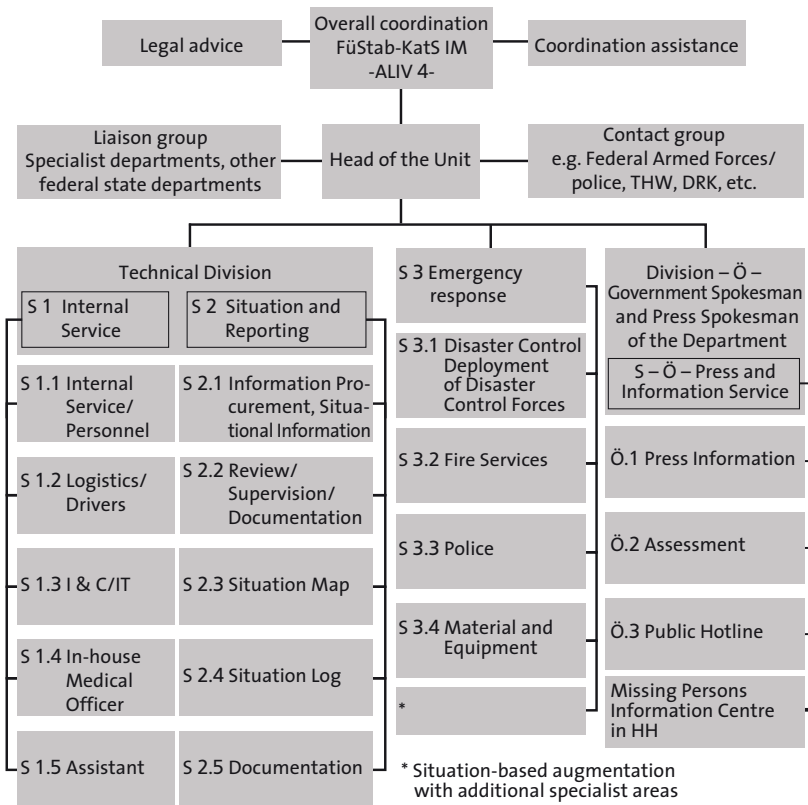 Legal advice
Overall coordination
FüStab-KatS IM
-ALIV 4-
Coordination assistance
Liaison group
Specialist departments, other
federal state departments
Head of the Unit
Contact group
e.g. Federal Armed Forces/
police, THW, DRK, etc.
Technical Division
S 1 Internal
Service
S 2 Situation and
Reporting
S 1.1 Internal
Service/
Personnel
S 2.1 Information Pro-
curement, Situa-
tional Information
S 1.2 Logistics/
Drivers
S 2.2 Review/
Supervision/
Documentation
S 1.3 I & C/IT
S 2.3 Situation Map
S 1.4 In-house
Medical
Officer
S 2.4 Situation Log
S 1.5 Assistant
S 2.5 Documentation
S 3 Emergency
response
S 3.1 Disaster Control
Deployment
of Disaster
Control Forces
S 3.2 Fire Services
S 3.3 Police
S 3.4 Material and
Equipment
*
Division – Ö –
Government Spokesman
and Press Spokesman
of the Department
S – Ö – Press and
Information Service
Ö.1 Press Information
Ö.2 Assessment
Ö.3 Public Hotline
Missing Persons
Information Centre
in HH
* Situation-based augmentation
with additional specialist areas